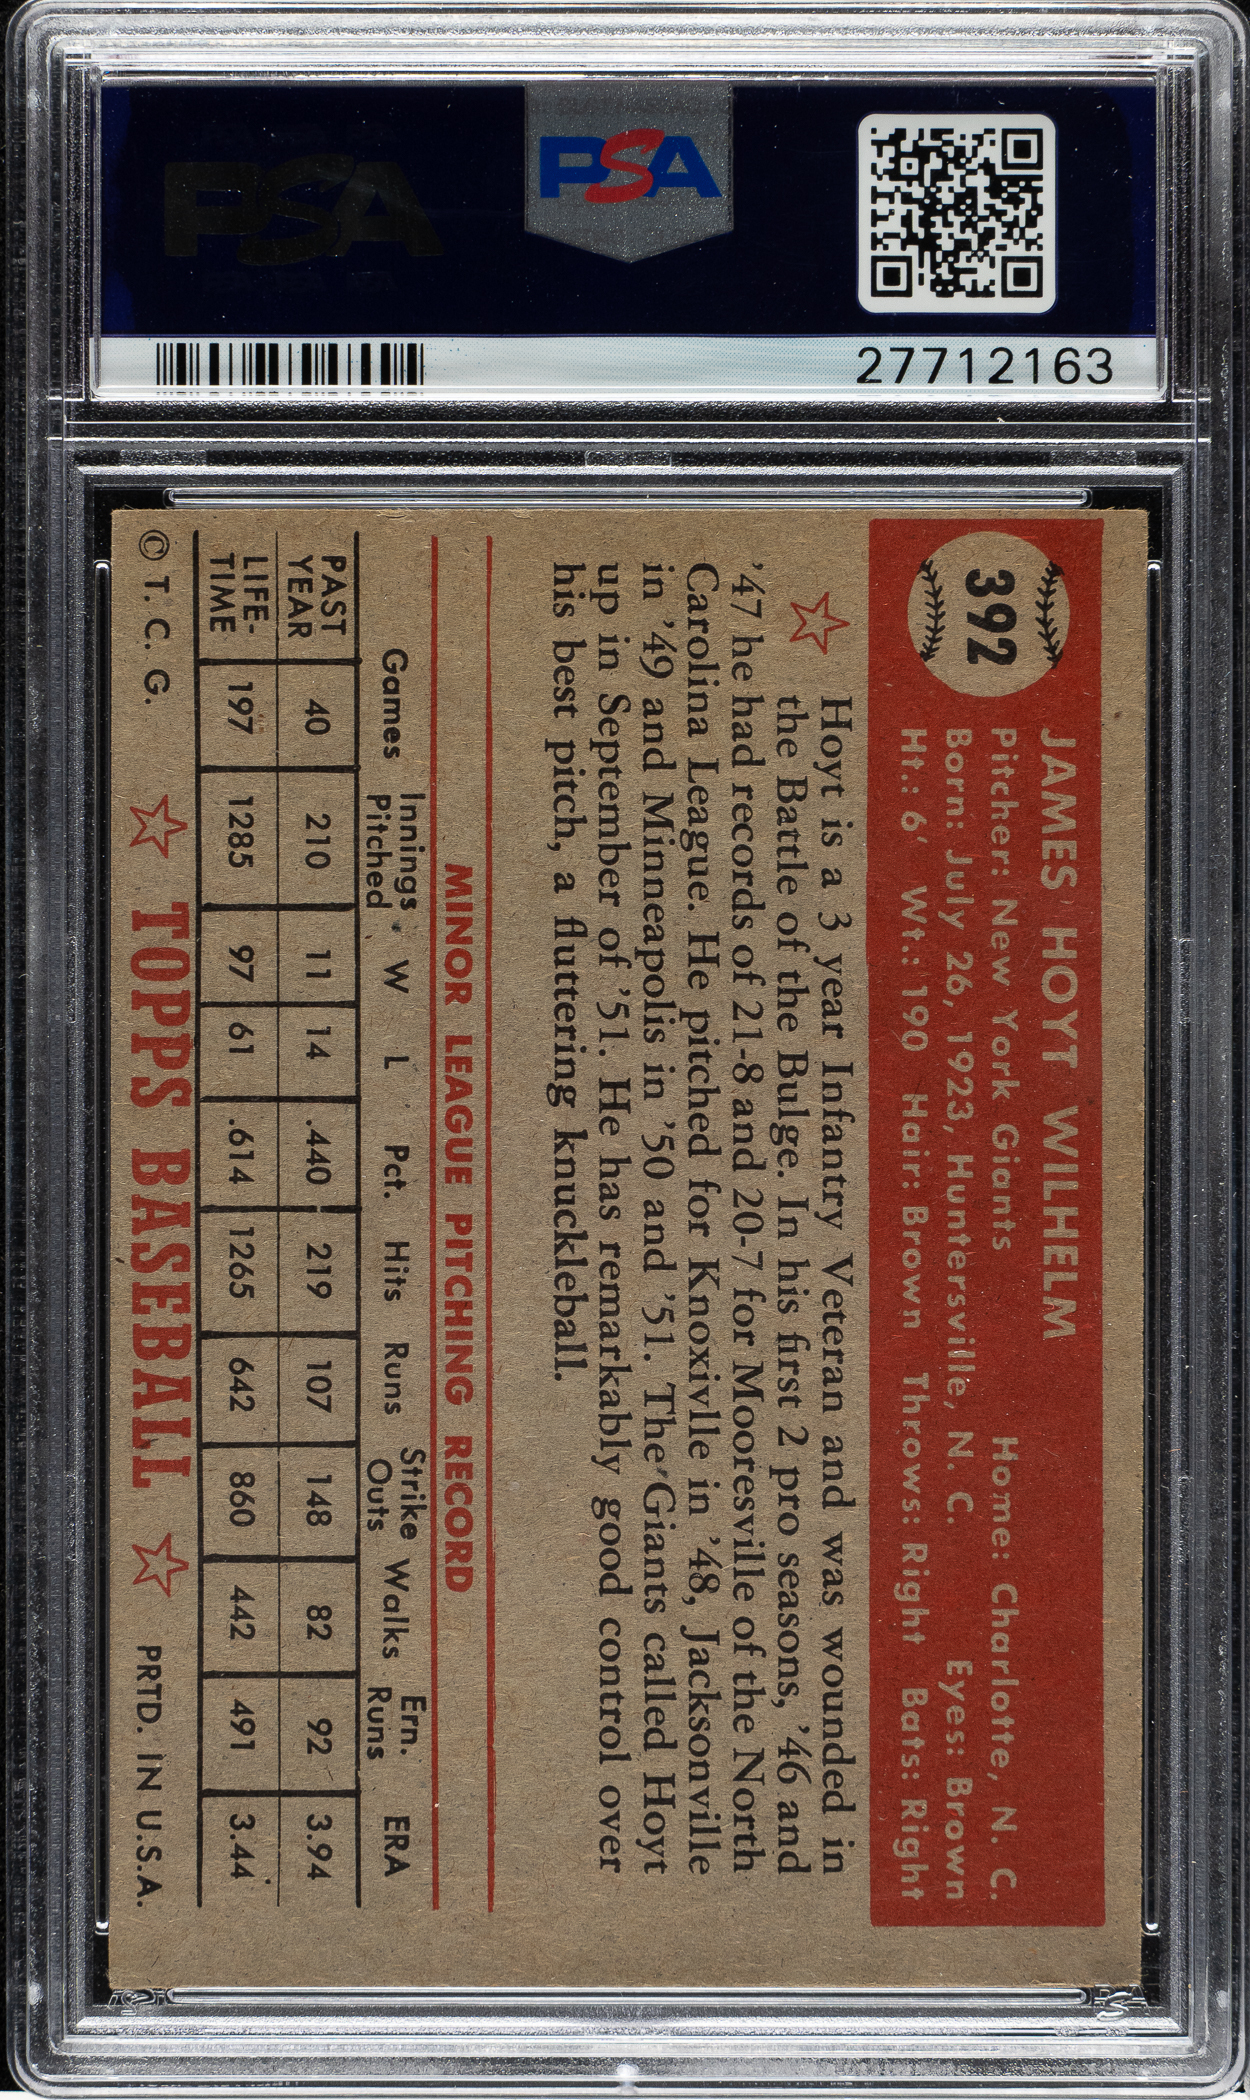 PSA
PSA
27712163
392
JAMES HOYT WILHELM
Pitcher: New York Giants Home: Charlotte, N. C.
Born: July 26, 1923, Huntersville, N. C. Eyes: Brown
Ht.: 6' Wt.: 190 Hair: Brown Throws: Right Bats: Right
Hoyt is a 3 year Infantry Veteran and was wounded in
the Battle of the Bulge. In his first 2 pro seasons, '46 and
'47 he had records of 21-8 and 20-7 for Mooresville of the North
Carolina League. He pitched for Knoxivlle in '48, Jacksonville
in '49 and Minneapolis in '50 and '51. The Giants called Hoyt
up in September of '51. He has remarkably good control over
his best pitch, a fluttering knuckleball.
MINOR LEAGUE PITCHING RECORD
Games Innings Pitched W L Pct. Hits Runs Strike Outs Walks Ern. Runs ERA
PAST YEAR 40 210 11 14 .440 219 107 148 82 92 3.94
LIFE-TIME 197 1285 97 61 .614 1265 642 860 442 491 3.44
© T. C. G. TOPPS BASEBALL PRTD. IN U.S.A.
PSA
PSA